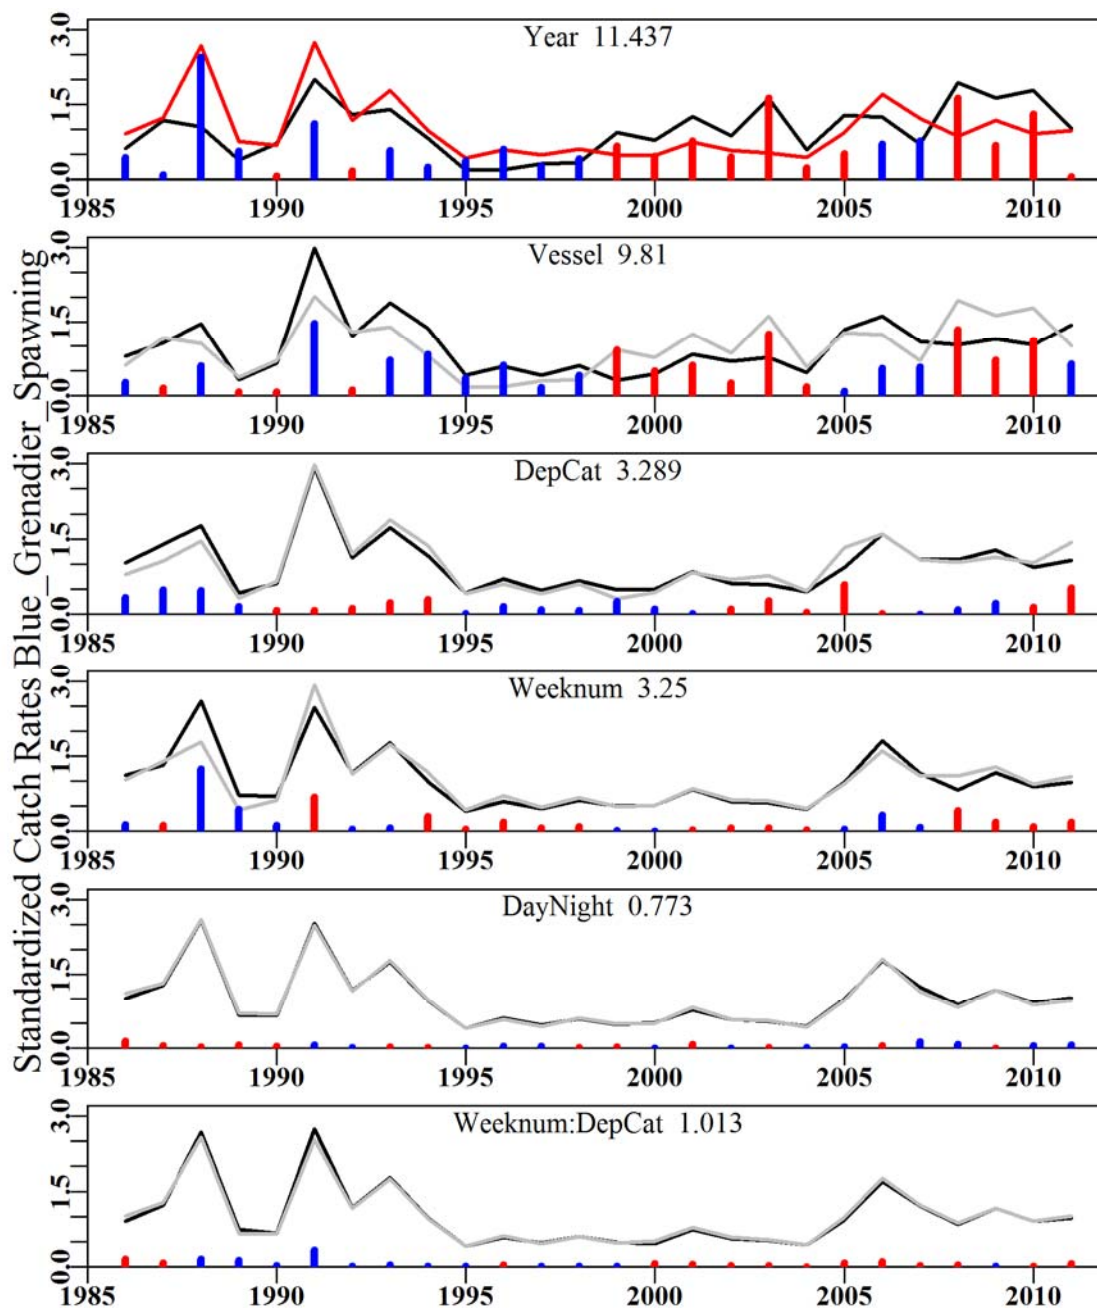 Standardized Catch Rates Blue_Grenadier_Spawning
Year 11.437
3.0
1.5
0.0
1985 1990 1995 2000 2005 2010
Vessel 9.81
3.0
1.5
0.0
1985 1990 1995 2000 2005 2010
DepCat 3.289
3.0
1.5
0.0
1985 1990 1995 2000 2005 2010
Weeknum 3.25
3.0
1.5
0.0
1985 1990 1995 2000 2005 2010
DayNight 0.773
3.0
1.5
0.0
1985 1990 1995 2000 2005 2010
Weeknum:DepCat 1.013
3.0
1.5
0.0
1985 1990 1995 2000 2005 2010